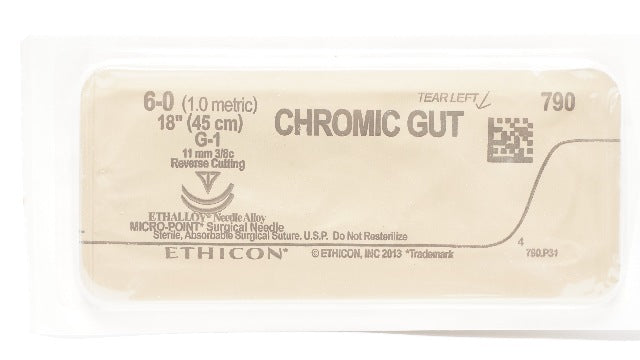 6-0 (1.0 metric)
18" (45 cm)
G-1
11 mm 3/8c
Reverse Cutting
ETHALLOY* Needle Alloy
MICRO-POINT* Surgical Needle
Sterile, Absorbable Surgical Suture, U.S.P. Do Not Resterilize
ETHICON*
© ETHICON, INC 2013 *Trademark
CHROMIC GUT
TEAR LEFT
790
4
790.P31